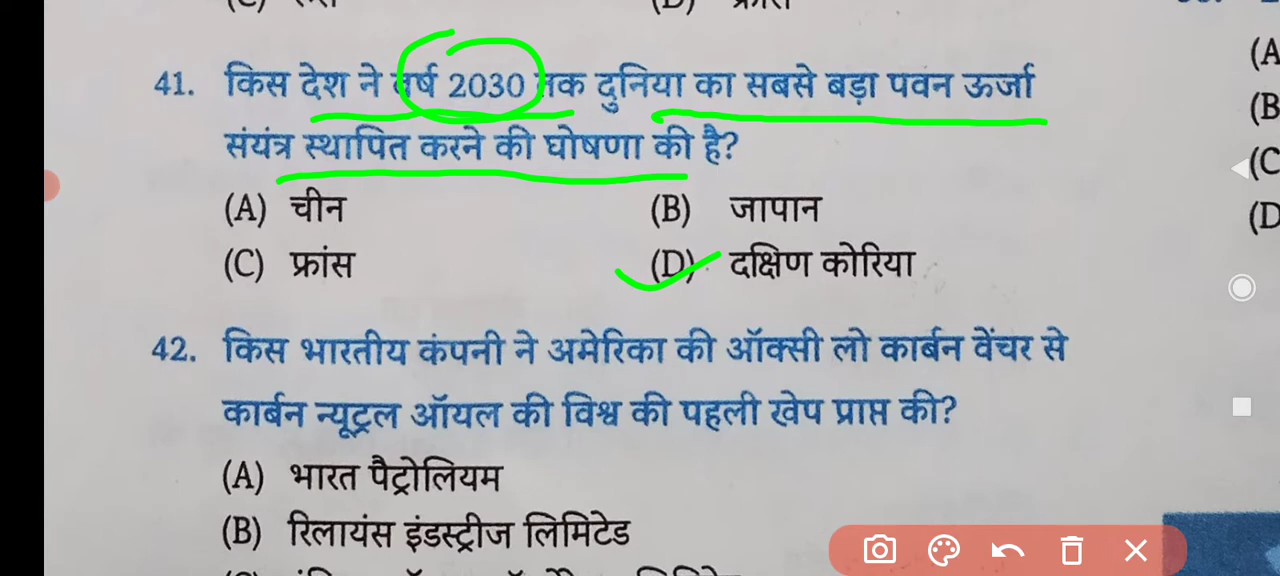 41. किस देश ने वर्ष 2030 तक दुनिया का सबसे बड़ा पवन ऊर्जा
संयंत्र स्थापित करने की घोषणा की है?
(A) चीन (B) जापान
(C) फ्रांस (D) दक्षिण कोरिया
42. किस भारतीय कंपनी ने अमेरिका की ऑक्सी लो कार्बन वेंचर से
कार्बन न्यूट्रल ऑयल की विश्व की पहली खेप प्राप्त की?
(A) भारत पैट्रोलियम
(B) रिलायंस इंडस्ट्रीज लिमिटेड
(A
(B
(C
(D